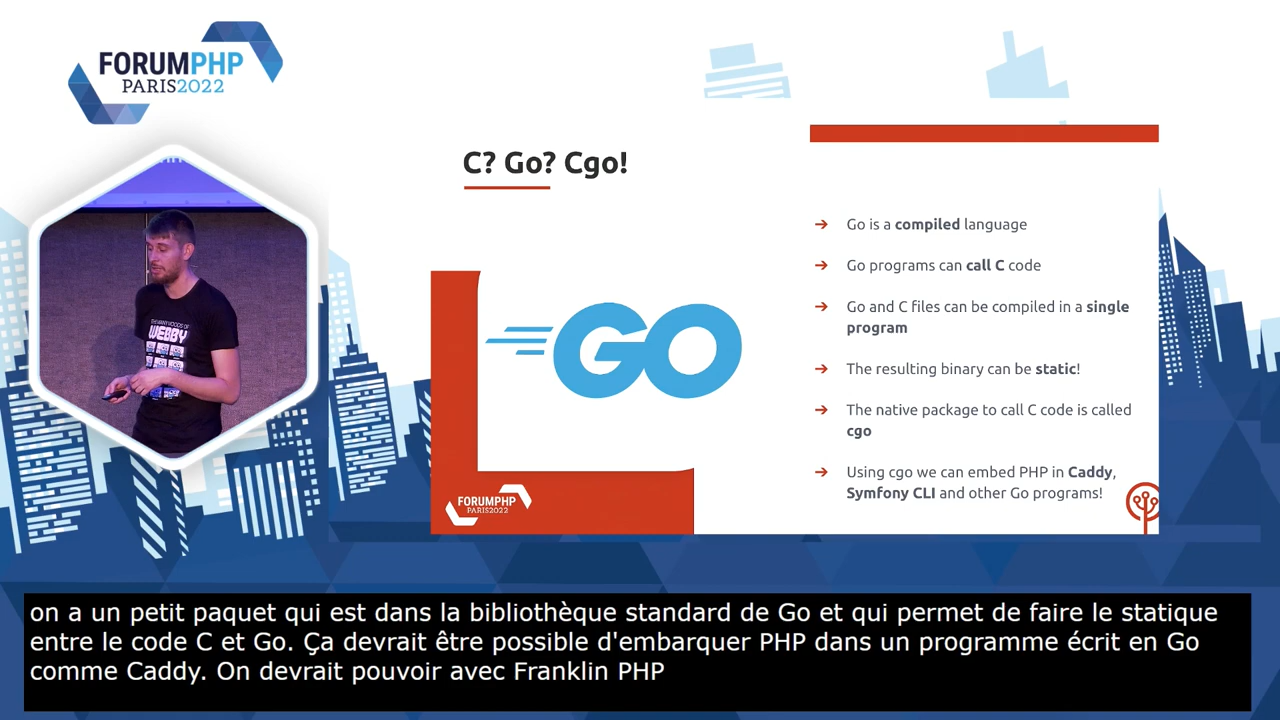 FORUMPHP
PARIS2022
C? Go? Cgo!
→ Go is a compiled language
→ Go programs can call C code
→ Go and C files can be compiled in a single
program
→ The resulting binary can be static!
→ The native package to call C code is called
cgo
→ Using cgo we can embed PHP in Caddy,
Symfony CLI and other Go programs!
GO
FORUMPHP
PARIS2022
THE MANY MOODS OF
WEBBY
on a un petit paquet qui est dans la bibliothèque standard de Go et qui permet de faire le statique
entre le code C et Go. Ça devrait être possible d'embarquer PHP dans un programme écrit en Go
comme Caddy. On devrait pouvoir avec Franklin PHP